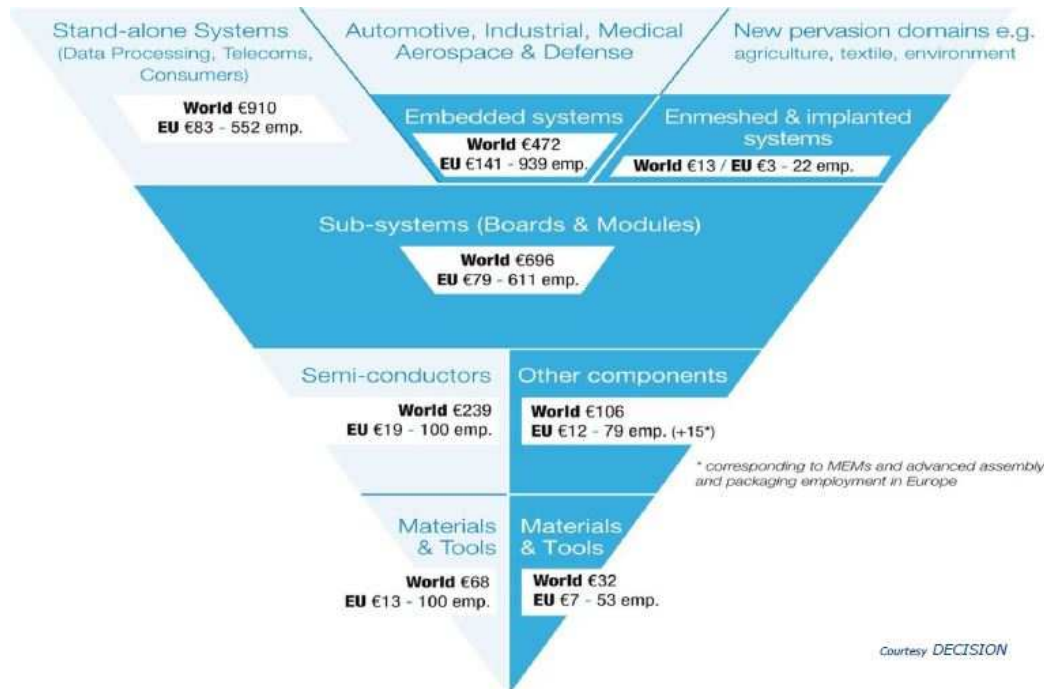 Stand-alone Systems
(Data Processing, Telecoms,
Consumers)
World €910
EU €83 - 552 emp.
Automotive, Industrial, Medical
Aerospace & Defense
Embedded systems
World €472
EU €141 - 939 emp.
New pervasion domains e.g.
agriculture, textile, environment
Enmeshed & implanted
systems
World €13 / EU €3 - 22 emp.
Sub-systems (Boards & Modules)
World €696
EU €79 - 611 emp.
Semi-conductors
World €239
EU €19 - 100 emp.
Other components
World €106
EU €12 - 79 emp. (+15*)
* corresponding to MEMs and advanced assembly
and packaging employment in Europe
Materials
& Tools
World €68
EU €13 - 100 emp.
Materials
& Tools
World €32
EU €7 - 53 emp.
Courtesy DECISION